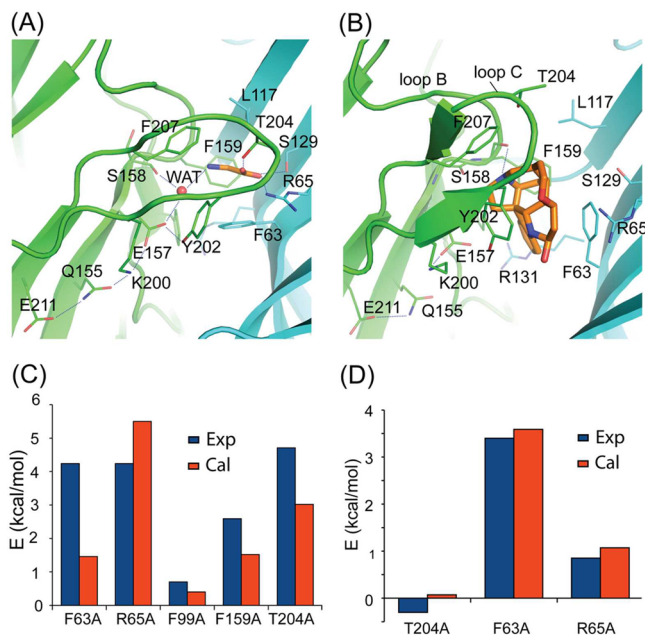 (A)
L117
T204
F207
F159
S129
S158
WAT
R65
Y202
F63
E157
Q155
K200
E211
(B)
loop B
loop C
T204
L117
F207
F159
S158
S129
Y202
R65
E157
K200
R131
F63
E211
Q155
(C)
E (kcal/mol)
6
5
4
3
2
1
0
Exp
Cal
F63A R65A F99A F159A T204A
(D)
E (kcal/mol)
4
3
2
1
0
Exp
Cal
T204A F63A R65A